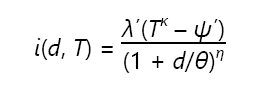 i(d, T) = λ′(T^κ – ψ′) / (1 + d/θ)^η